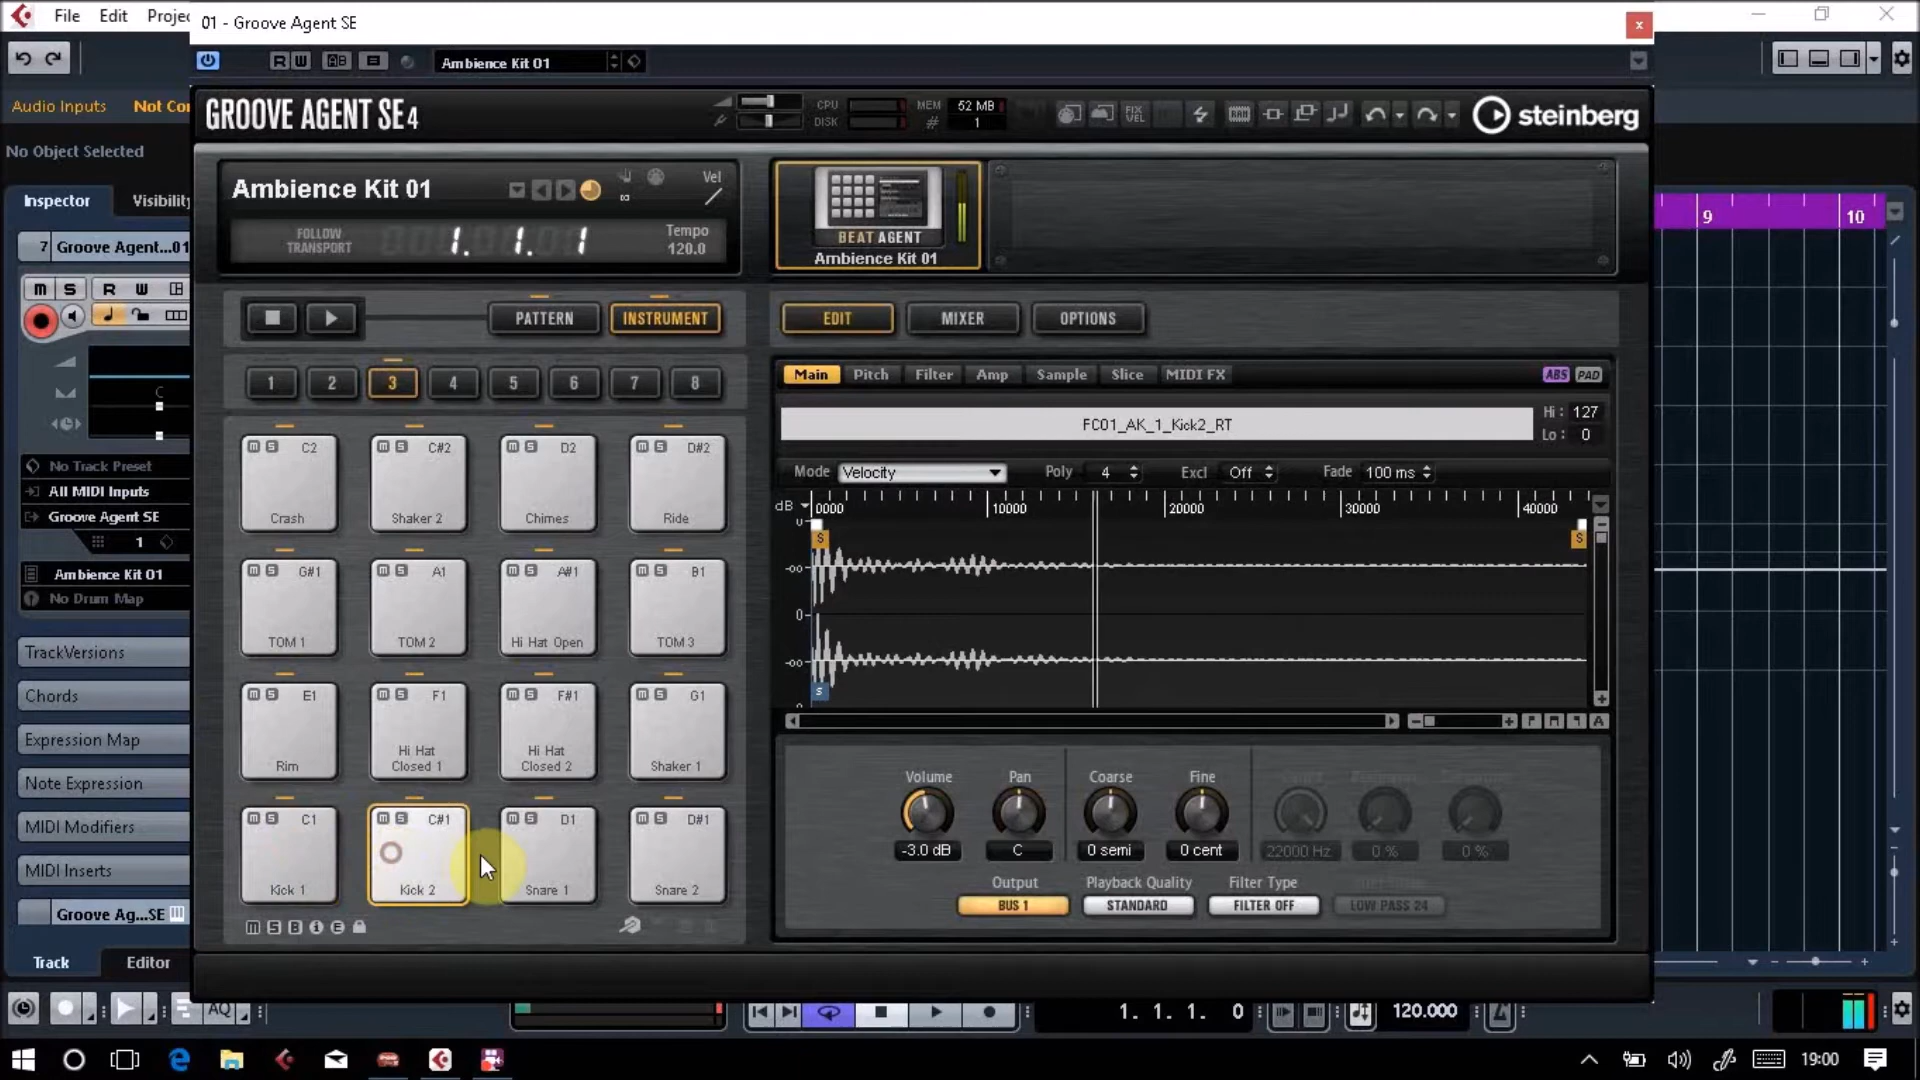 File Edit Projec
01 - Groove Agent SE
x
R W
Ambience Kit 01
Audio Inputs Not Co
GROOVE AGENT SE 4
CPU
DISK
MEM 52 MB
# 1
FIX VEL
RAM
steinberg
No Object Selected
Inspector Visibility
7 Groove Agent...01
M S R W
Ambience Kit 01
Vel
FOLLOW TRANSPORT
1. 1. 1
Tempo
120.0
BEAT AGENT
Ambience Kit 01
9 10
PATTERN INSTRUMENT
EDIT MIXER OPTIONS
1 2 3 4 5 6 7 8
Main Pitch Filter Amp Sample Slice MIDI FX
ABS PAD
FC01_AK_1_Kick2_RT
Hi : 127
Lo : 0
Mode Velocity Poly 4 Excl Off Fade 100 ms
dB 0000 10000 20000 30000 40000
C
No Track Preset
All MIDI Inputs
Groove Agent SE
1
Ambience Kit 01
No Drum Map
TrackVersions
Chords
Expression Map
Note Expression
MIDI Modifiers
MIDI Inserts
Groove Ag...SE
Track Editor
C2 C#2 D2 D#2
Crash Shaker 2 Chimes Ride
G#1 A1 A#1 B1
TOM 1 TOM 2 Hi Hat Open TOM 3
E1 F1 F#1 G1
Rim Hi Hat Closed 1 Hi Hat Closed 2 Shaker 1
C1 C#1 D1 D#1
Kick 1 Kick 2 Snare 1 Snare 2
M S B i E
Volume Pan Coarse Fine
-3.0 dB C 0 semi 0 cent 22000 Hz 0 % 0 %
Output Playback Quality Filter Type
BUS 1 STANDARD FILTER OFF LOW PASS 24
AQ
1. 1. 1. 0
120.000
19:00